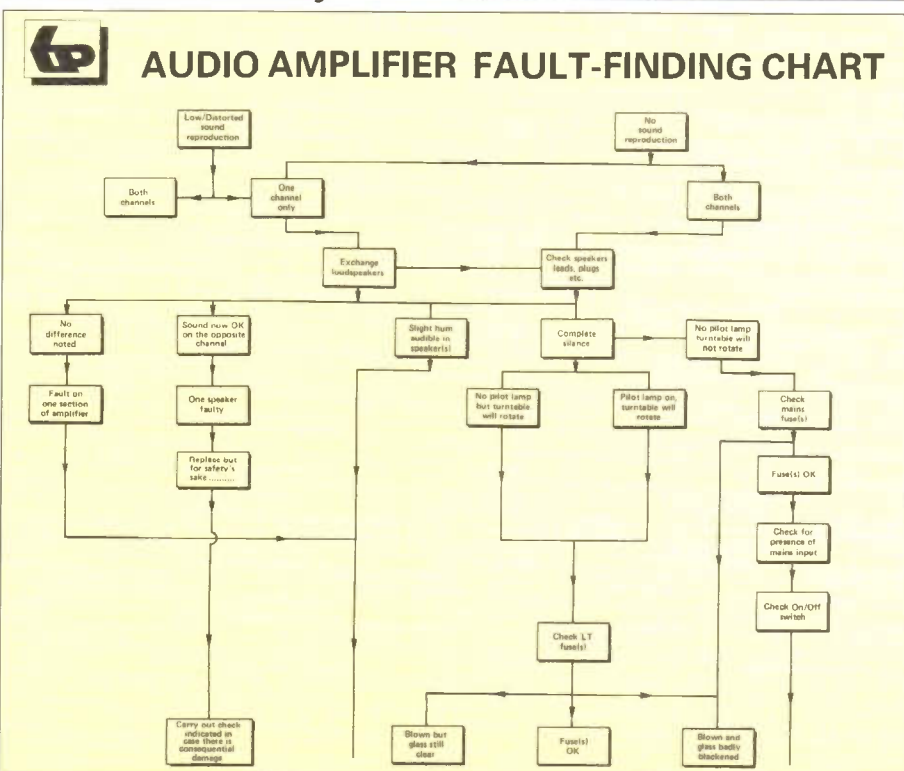 tp
AUDIO AMPLIFIER FAULT-FINDING CHART
Low/Distorted
sound
reproduction
No
sound
reproduction
Both
channels
One
channel
only
Both
channels
Exchange
loudspeakers
Check speakers
leads, plugs
etc.
No
difference
noted
Sound now OK
on the opposite
channel
Slight hum
audible in
speaker(s)
Complete
silance
No pilot lamp
turntable will
not rotate
Fault on
one section
of amplifier
One speaker
faulty
No pilot lamp
but turntable
will rotate
Pilot lamp on,
turntable will
rotate
Check
mains
fuse(s)
Replace but
for safety's
sake ..........
Fuse(s) OK
Check for
presence of
mains input
Check On/Off
switch
Check LT
fuse(s)
Carry out check
indicated in
case there is
consequential
damage
Blown but
glass still
clear
Fuse(s)
OK
Blown and
glass badly
blackened